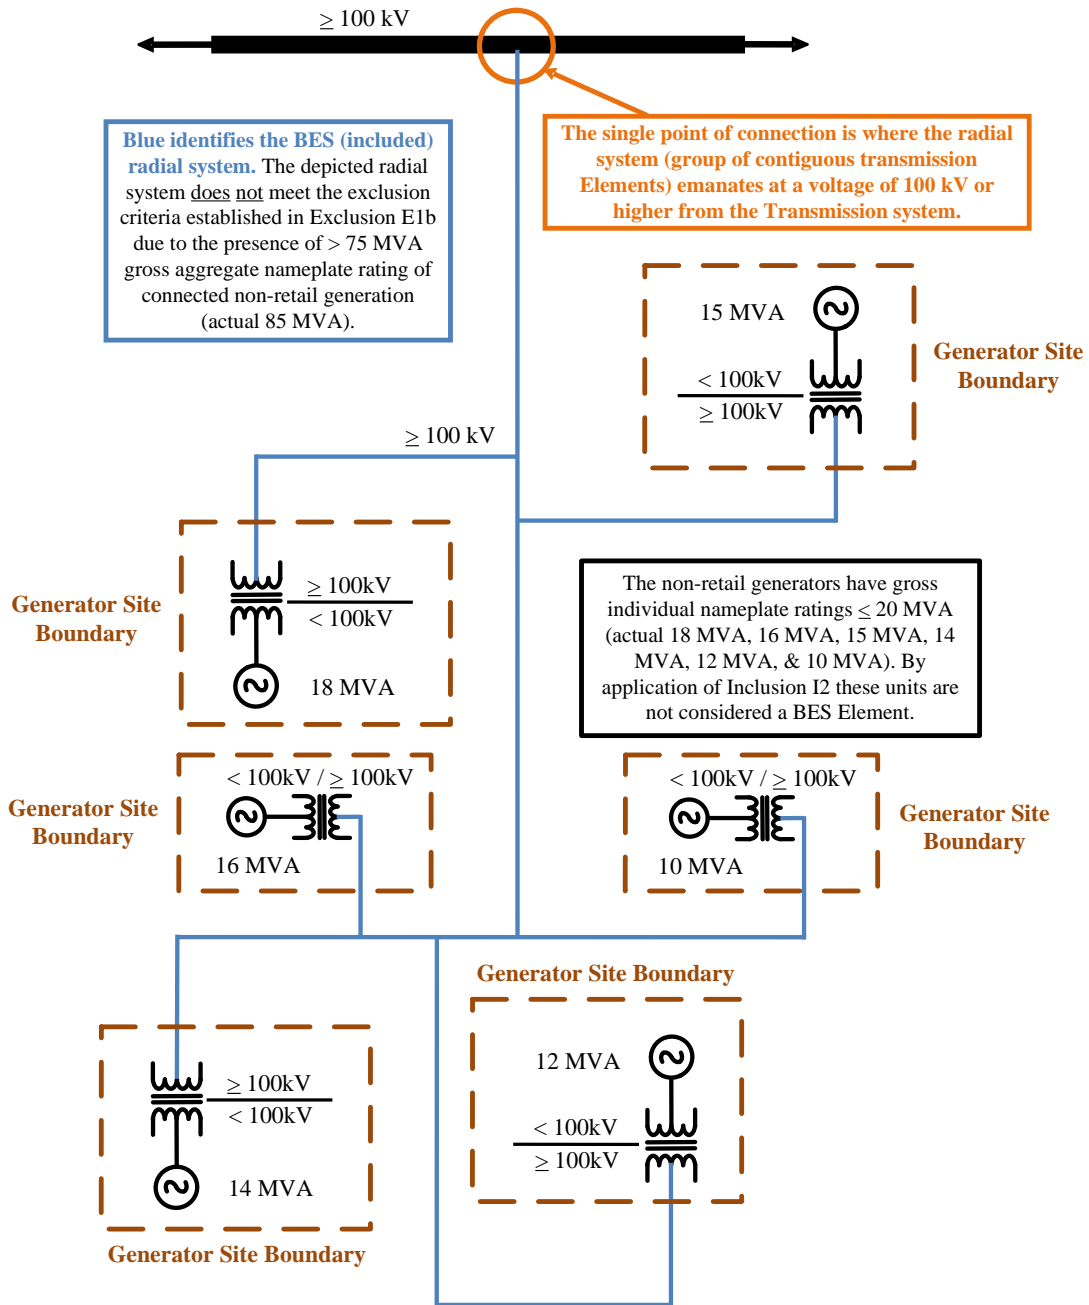 ≥ 100 kV
Blue identifies the BES (included)
radial system. The depicted radial
system does not meet the exclusion
criteria established in Exclusion E1b
due to the presence of > 75 MVA
gross aggregate nameplate rating of
connected non-retail generation
(actual 85 MVA).
The single point of connection is where the radial
system (group of contiguous transmission
Elements) emanates at a voltage of 100 kV or
higher from the Transmission system.
15 MVA
< 100kV
≥ 100kV
Generator Site
Boundary
≥ 100 kV
Generator Site
Boundary
≥ 100kV
< 100kV
18 MVA
The non-retail generators have gross
individual nameplate ratings ≤ 20 MVA
(actual 18 MVA, 16 MVA, 15 MVA, 14
MVA, 12 MVA, & 10 MVA). By
application of Inclusion I2 these units are
not considered a BES Element.
Generator Site
Boundary
< 100kV / ≥ 100kV
16 MVA
< 100kV / ≥ 100kV
10 MVA
Generator Site
Boundary
Generator Site Boundary
12 MVA
< 100kV
≥ 100kV
≥ 100kV
< 100kV
14 MVA
Generator Site Boundary